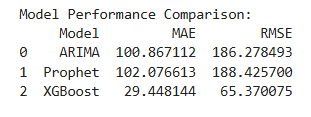 Model Performance Comparison:
Model MAE RMSE
0 ARIMA 100.867112 186.278493
1 Prophet 102.076613 188.425700
2 XGBoost 29.448144 65.370075